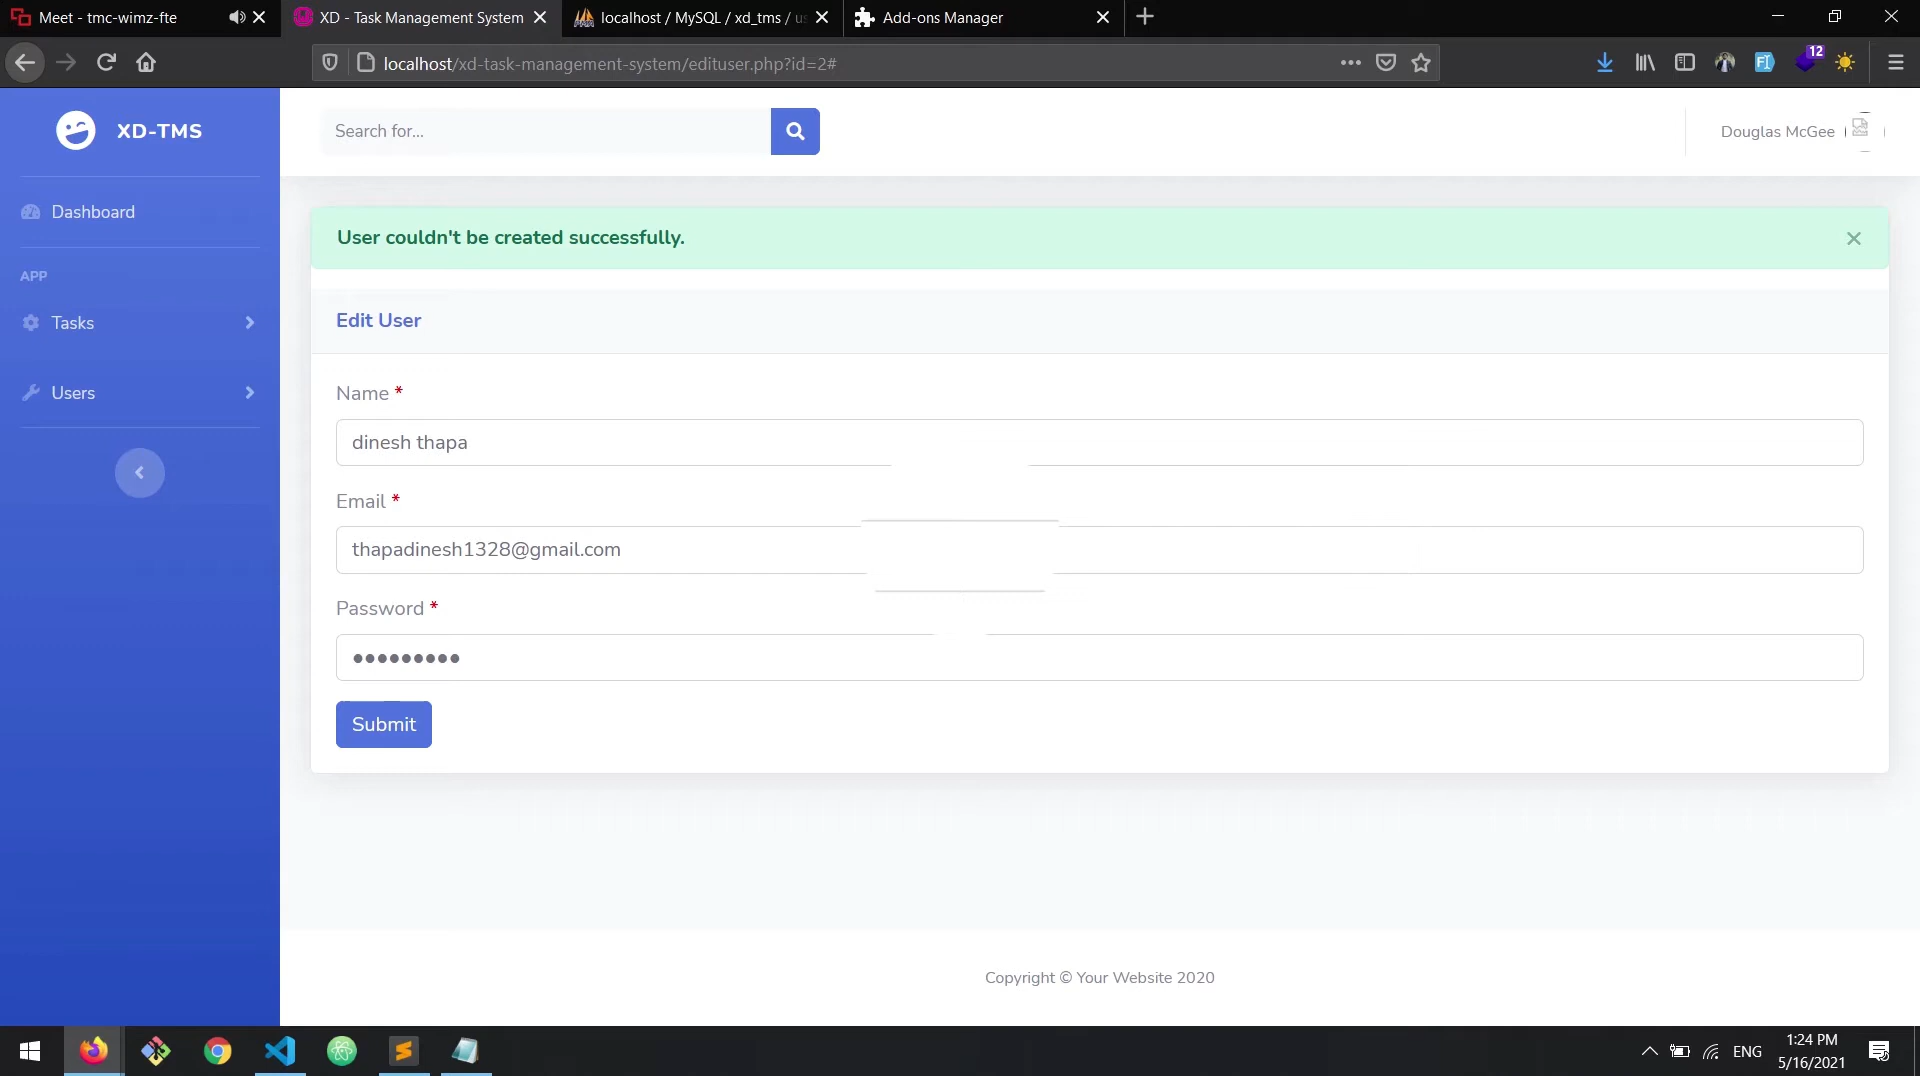 Meet - tmc-wimz-fte
XD - Task Management System
localhost / MySQL / xd_tms / us
Add-ons Manager
localhost/xd-task-management-system/edituser.php?id=2#
12
XD-TMS
Search for...
Douglas McGee
Dashboard
User couldn't be created successfully.
APP
Edit User
Tasks
Users
Name *
dinesh thapa
Email *
thapadinesh1328@gmail.com
Password *
Submit
Copyright © Your Website 2020
ENG
1:24 PM
5/16/2021